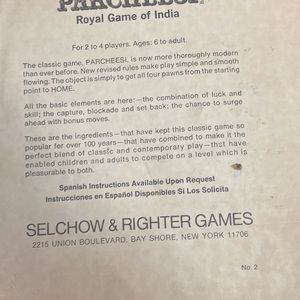 PARCHEESI
Royal Game of India
For 2 to 4 players. Ages: 6 to adult.
The classic game, PARCHEESI, is now more thoroughly modern
than ever before. New revised rules make play simple and smooth
flowing. The object is simply to get all four pawns from the starting
point to HOME.
All the basic elements are here:—the combination of luck and
skill; the capture, blockade and set back; the chance to surge
ahead with bonus moves.
These are the ingredients—that have kept this classic game so
popular for over 100 years—that have combined to make it the
perfect blend of classic and contemporary play—that have
enabled children and adults to compete on a level which is
pleasurable to both.
Spanish Instructions Available Upon Request
Instrucciones en Español Disponibles Si Los Solicita
SELCHOW & RIGHTER GAMES
2215 UNION BOULEVARD, BAY SHORE, NEW YORK 11706
No. 2